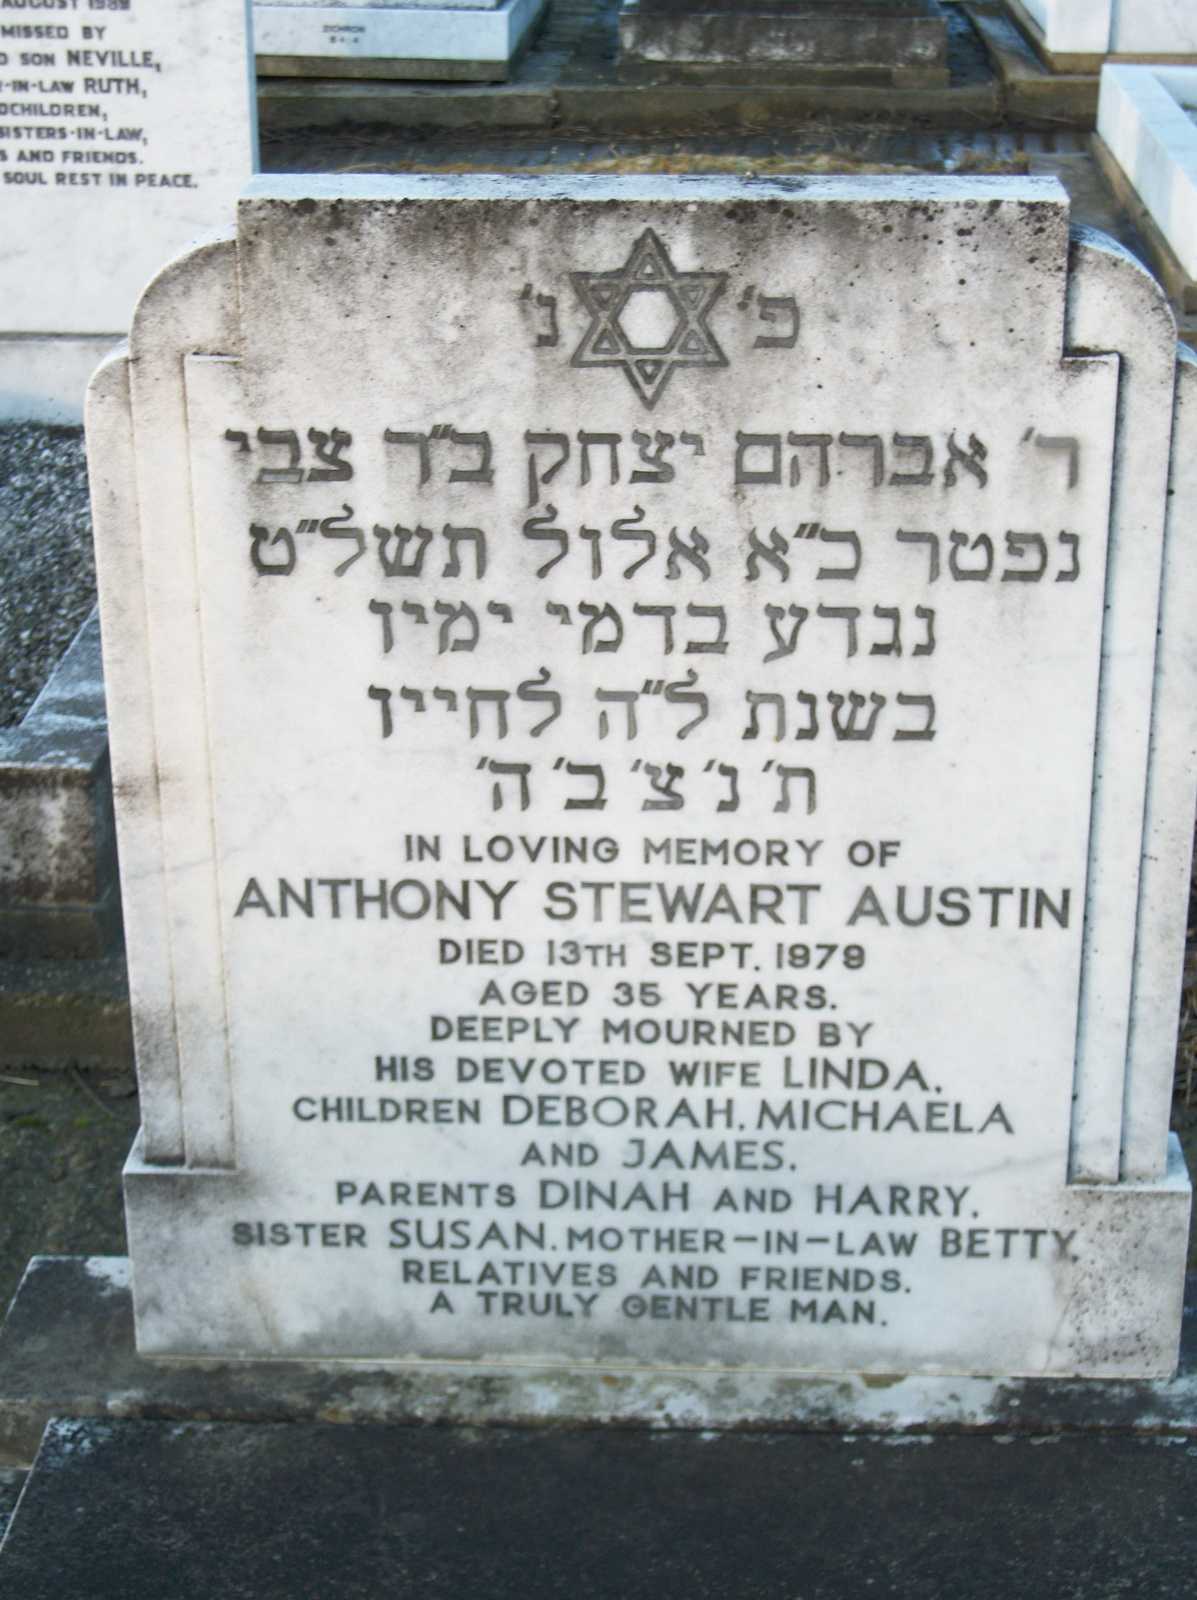 AUGUST 1989
MISSED BY
SON NEVILLE,
-IN-LAW RUTH,
SISTERS-IN-LAW,
AND FRIENDS.
SOUL REST IN PEACE.
ZICHRON
פ׳ נ׳
ר׳ אברהם יצחק ב״ר צבי
נפטר כ״א אלול תשל״ט
נגדע בדמי ימיו
בשנת ל״ה לחייו
ת׳ נ׳ צ׳ ב׳ ה׳
IN LOVING MEMORY OF
ANTHONY STEWART AUSTIN
DIED 13TH SEPT. 1979
AGED 35 YEARS.
DEEPLY MOURNED BY
HIS DEVOTED WIFE LINDA.
CHILDREN DEBORAH, MICHAELA
AND JAMES.
PARENTS DINAH AND HARRY.
SISTER SUSAN. MOTHER-IN-LAW BETTY,
RELATIVES AND FRIENDS.
A TRULY GENTLE MAN.